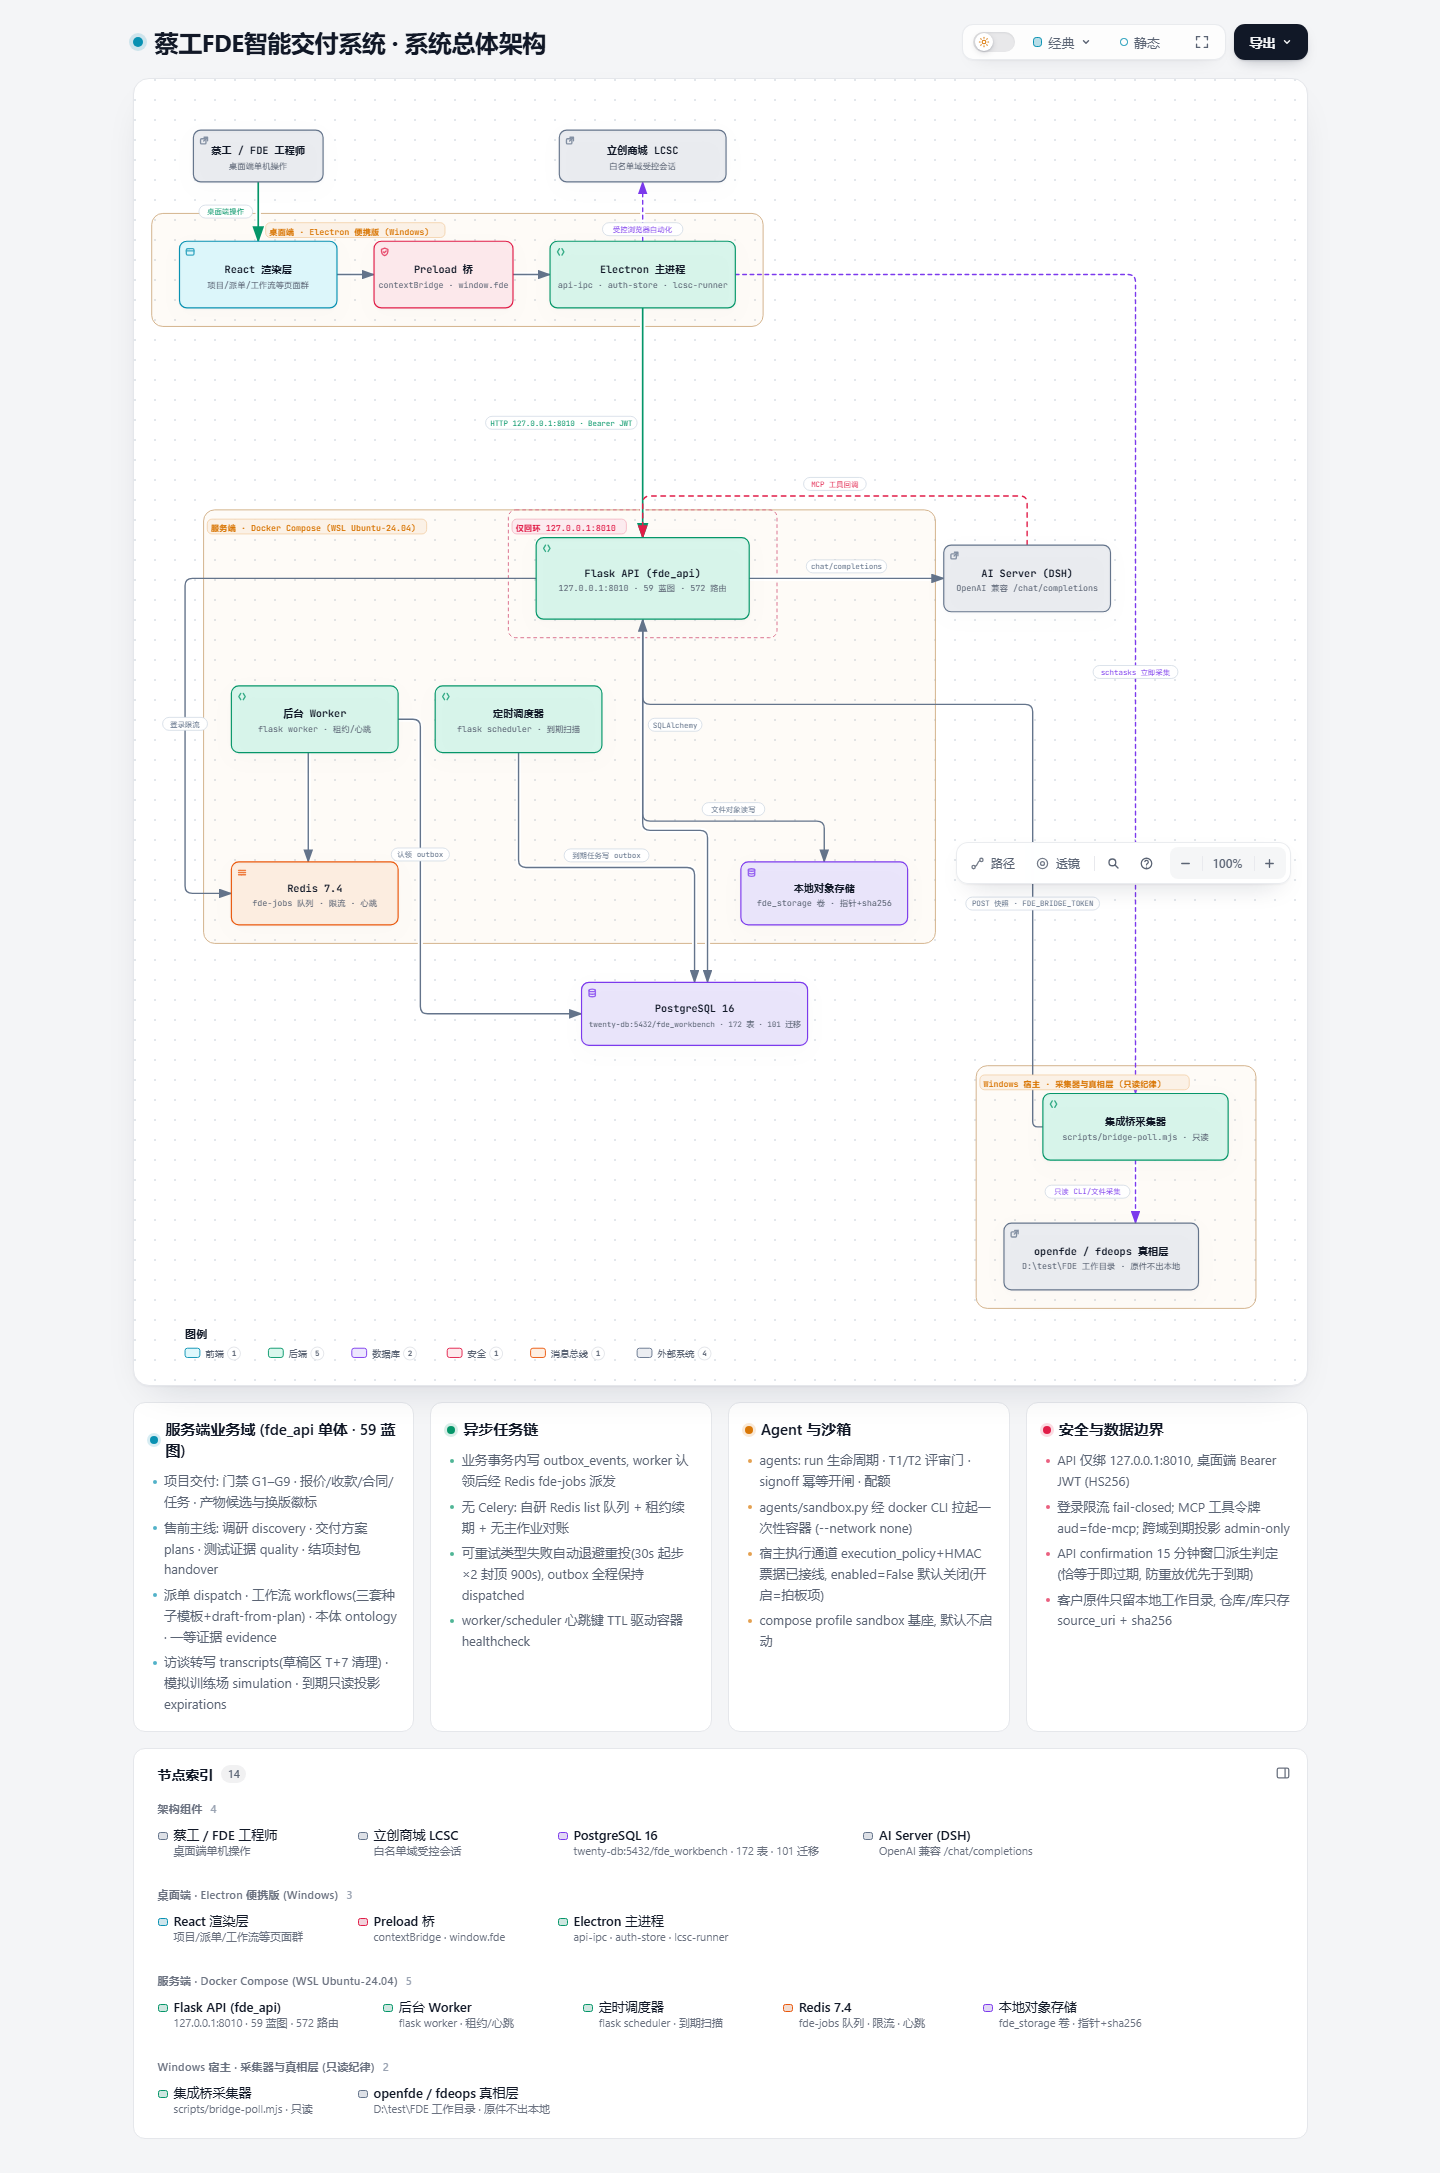 蔡工FDE智能交付系统 · 系统总体架构
经典
静态
导出
蔡工 / FDE 工程师
桌面端单机操作
立创商城 LCSC
白名单域受控会话
桌面端操作
受控浏览器自动化
桌面端 · Electron 便携版 (Windows)
React 渲染层
项目/派单/工作流等页面群
Preload 桥
contextBridge · window.fde
Electron 主进程
api-ipc · auth-store · lcsc-runner
HTTP 127.0.0.1:8010 · Bearer JWT
MCP 工具回调
服务端 · Docker Compose (WSL Ubuntu-24.04)
仅回环 127.0.0.1:8010
Flask API (fde_api)
127.0.0.1:8010 · 59 蓝图 · 572 路由
chat/completions
AI Server (DSH)
OpenAI 兼容 /chat/completions
schtasks 立即采集
后台 Worker
flask worker · 租约/心跳
定时调度器
flask scheduler · 到期扫描
登录限流
SQLAlchemy
文件对象读写
认领 outbox
到期任务写 outbox
Redis 7.4
fde-jobs 队列 · 限流 · 心跳
本地对象存储
fde_storage 卷 · 指针+sha256
路径
透镜
100%
POST 快照 · FDE_BRIDGE_TOKEN
PostgreSQL 16
twenty-db:5432/fde_workbench · 172 表 · 101 迁移
Windows 宿主 · 采集器与真相层 (只读纪律)
集成桥采集器
scripts/bridge-poll.mjs · 只读
只读 CLI/文件采集
openfde / fdeops 真相层
D:\test\FDE 工作目录 · 原件不出本地
图例
前端 1
后端 5
数据库 2
安全 1
消息总线 1
外部系统 4
服务端业务域 (fde_api 单体 · 59 蓝
图)
项目交付: 门禁 G1–G9 · 报价/收款/合同/
任务 · 产物候选与换版徽标
售前主线: 调研 discovery · 交付方案
plans · 测试证据 quality · 结项封包
handover
派单 dispatch · 工作流 workflows(三套种
子模板+draft-from-plan) · 本体 ontology
· 一等证据 evidence
访谈转写 transcripts(草稿区 T+7 清理) ·
模拟训练场 simulation · 到期只读投影
expirations
异步任务链
业务事务内写 outbox_events, worker 认
领后经 Redis fde-jobs 派发
无 Celery: 自研 Redis list 队列 + 租约续
期 + 无主作业对账
可重试类型失败自动退避重投(30s 起步
×2 封顶 900s), outbox 全程保持
dispatched
worker/scheduler 心跳键 TTL 驱动容器
healthcheck
Agent 与沙箱
agents: run 生命周期 · T1/T2 评审门 ·
signoff 幂等开闸 · 配额
agents/sandbox.py 经 docker CLI 拉起一
次性容器 (--network none)
宿主执行通道 execution_policy+HMAC
票据已接线, enabled=False 默认关闭(开
启=拍板项)
compose profile sandbox 基座, 默认不启
动
安全与数据边界
API 仅绑 127.0.0.1:8010, 桌面端 Bearer
JWT (HS256)
登录限流 fail-closed; MCP 工具令牌
aud=fde-mcp; 跨域到期投影 admin-only
API confirmation 15 分钟窗口派生判定
(恰等于即过期, 防重放优先于到期)
客户原件只留本地工作目录, 仓库/库只存
source_uri + sha256
节点索引 14
架构组件 4
蔡工 / FDE 工程师
桌面端单机操作
立创商城 LCSC
白名单域受控会话
PostgreSQL 16
twenty-db:5432/fde_workbench · 172 表 · 101 迁移
AI Server (DSH)
OpenAI 兼容 /chat/completions
桌面端 · Electron 便携版 (Windows) 3
React 渲染层
项目/派单/工作流等页面群
Preload 桥
contextBridge · window.fde
Electron 主进程
api-ipc · auth-store · lcsc-runner
服务端 · Docker Compose (WSL Ubuntu-24.04) 5
Flask API (fde_api)
127.0.0.1:8010 · 59 蓝图 · 572 路由
后台 Worker
flask worker · 租约/心跳
定时调度器
flask scheduler · 到期扫描
Redis 7.4
fde-jobs 队列 · 限流 · 心跳
本地对象存储
fde_storage 卷 · 指针+sha256
Windows 宿主 · 采集器与真相层 (只读纪律) 2
集成桥采集器
scripts/bridge-poll.mjs · 只读
openfde / fdeops 真相层
D:\test\FDE 工作目录 · 原件不出本地